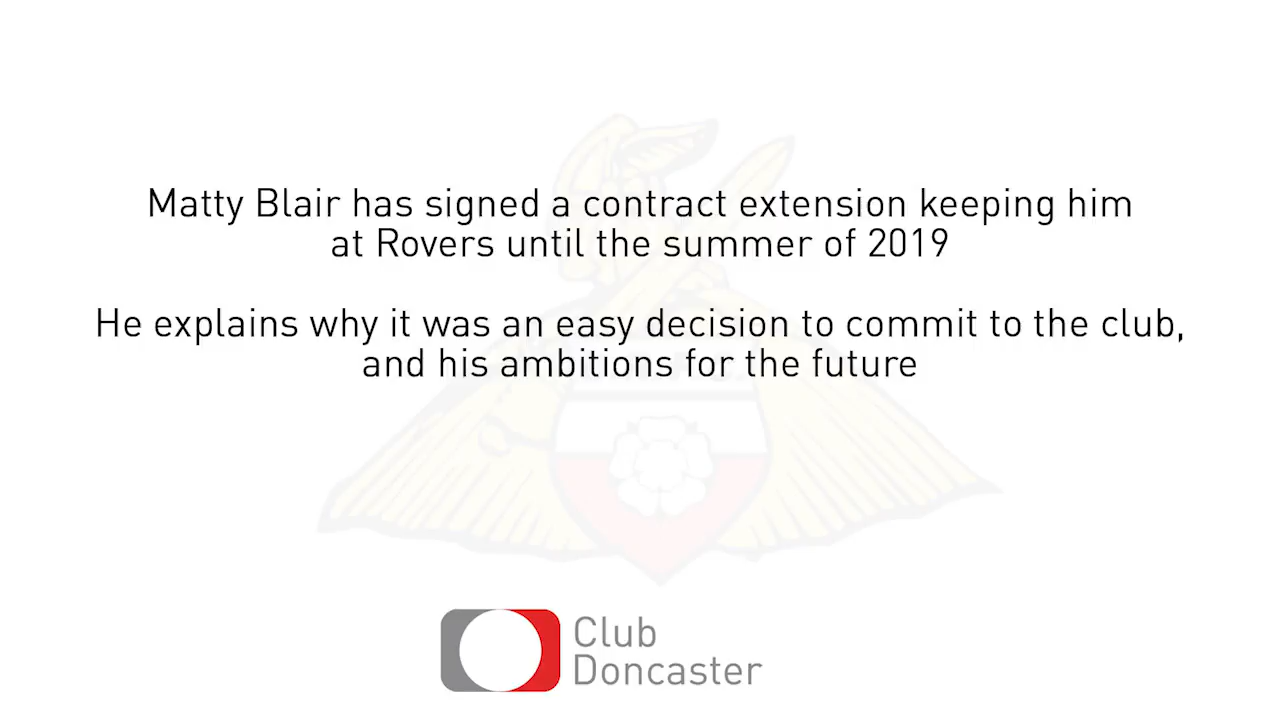 Matty Blair has signed a contract extension keeping him
at Rovers until the summer of 2019
He explains why it was an easy decision to commit to the club,
and his ambitions for the future
Club
Doncaster